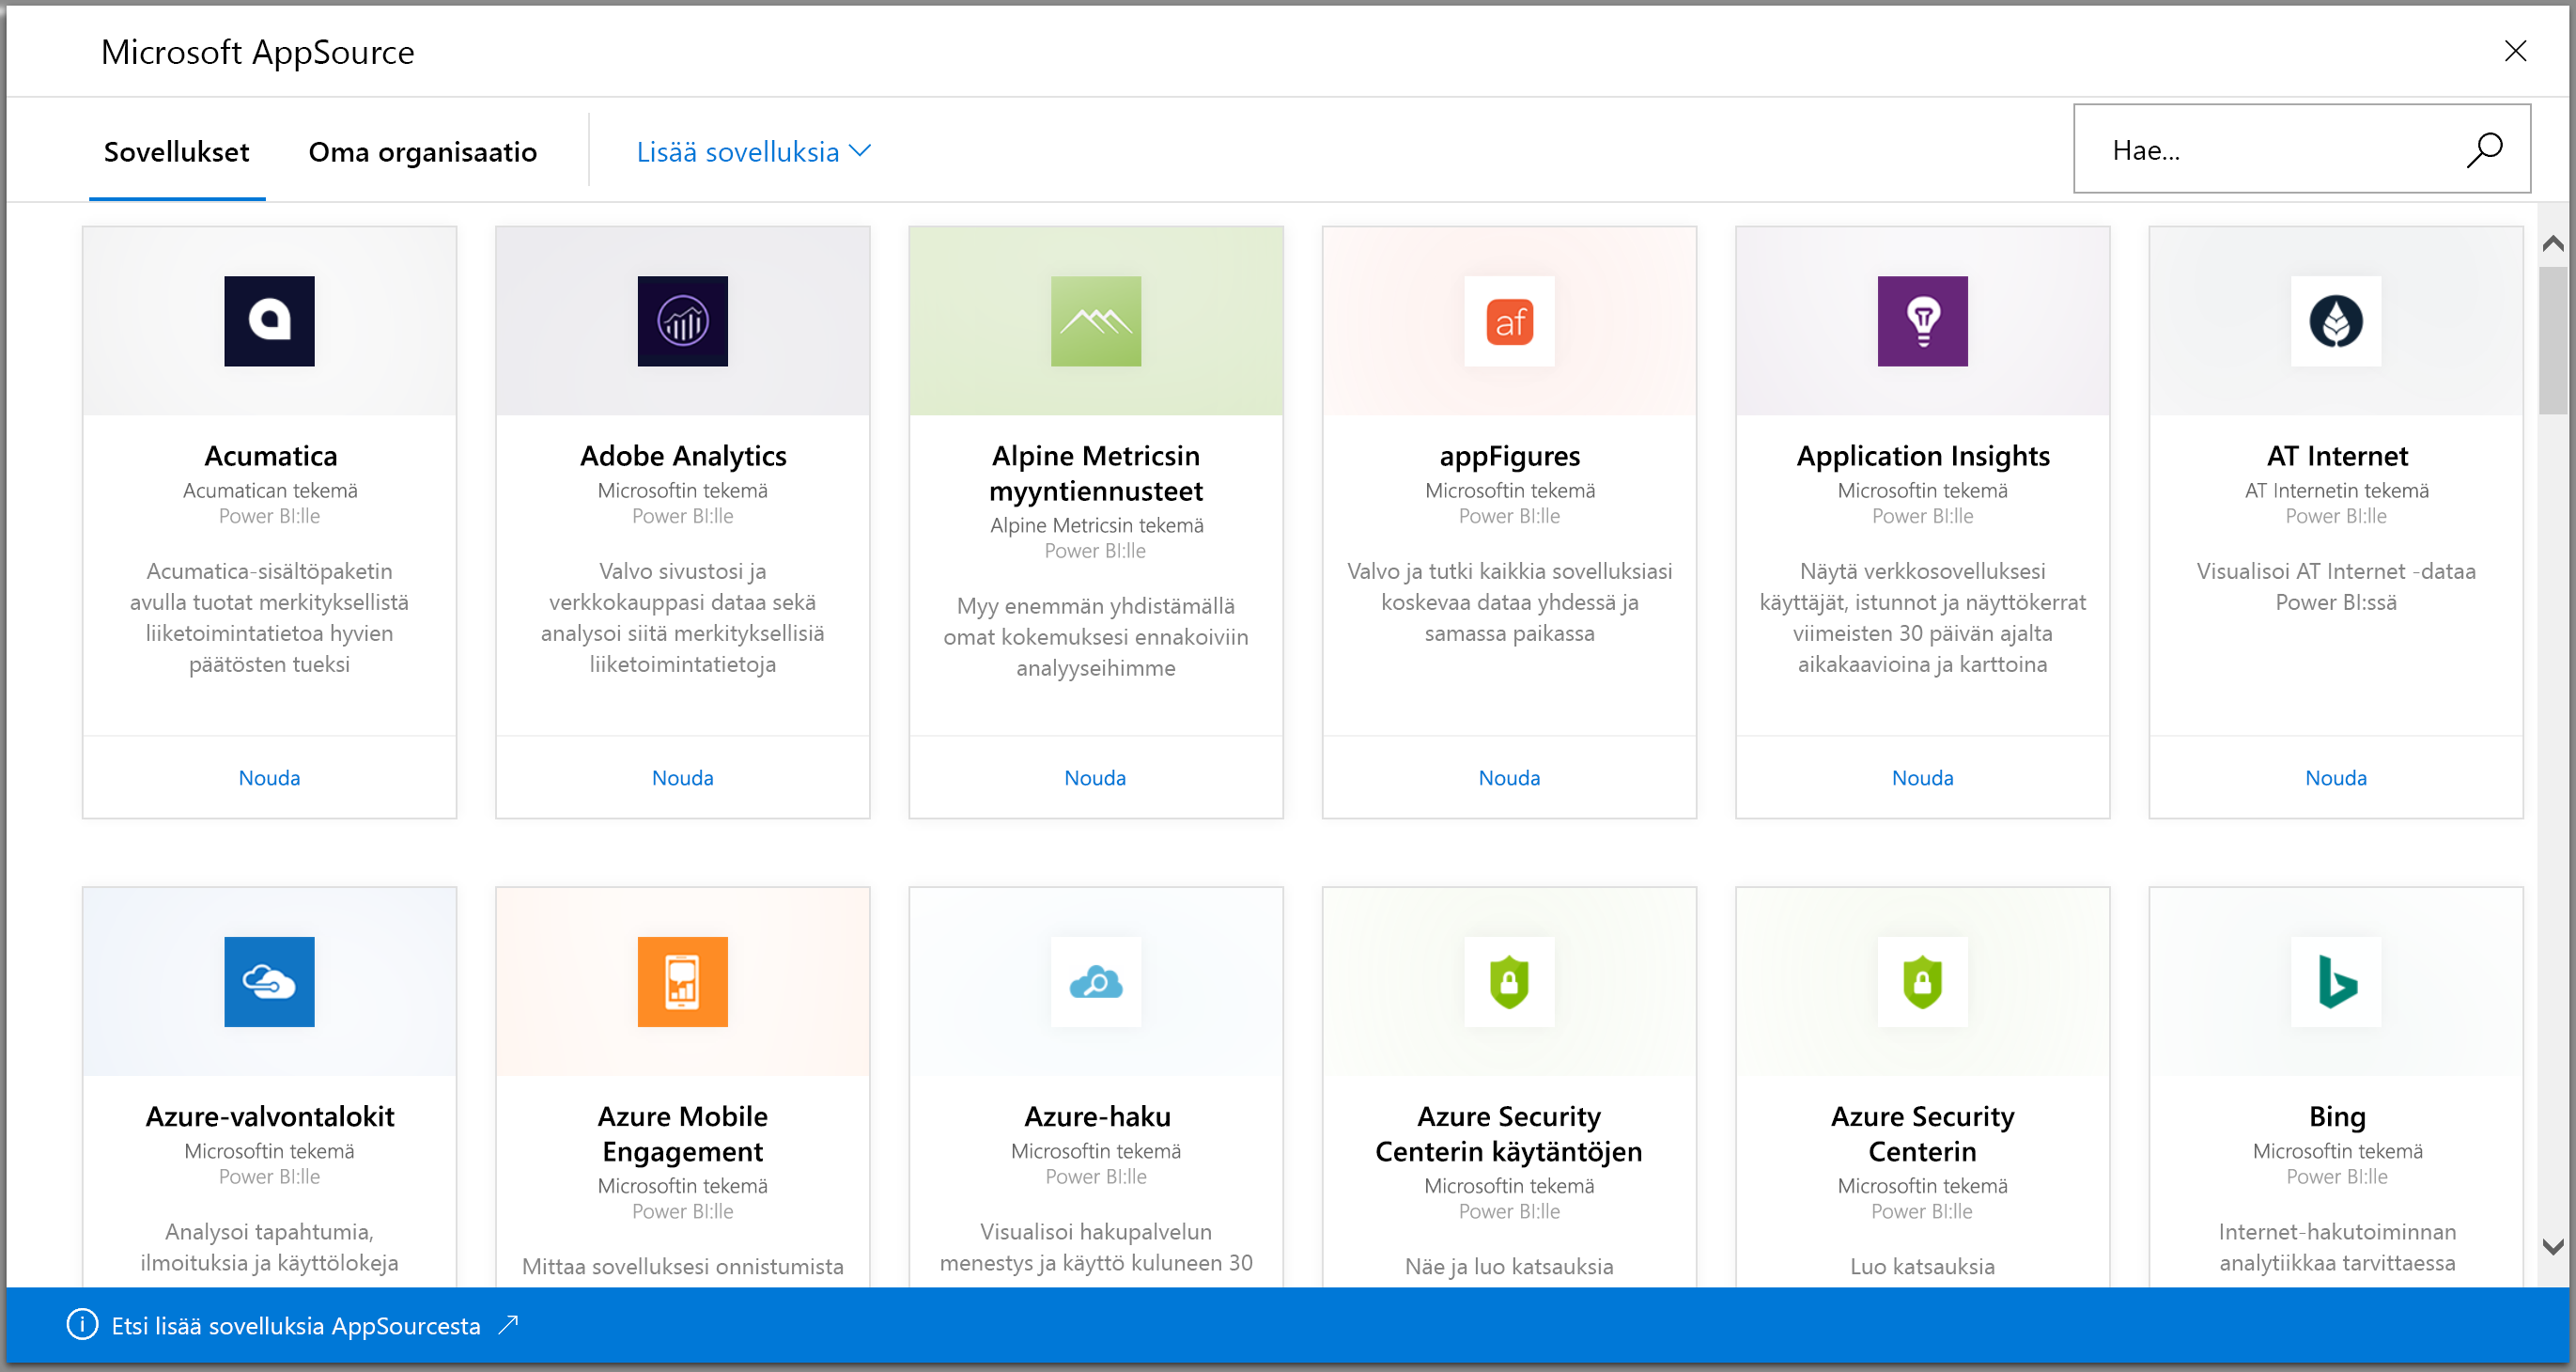 Microsoft AppSource
Sovellukset
Oma organisaatio
Lisää sovelluksia
Hae...
af
Acumatica
Acumatican tekemä
Power BI:lle
Acumatica-sisältöpaketin
avulla tuotat merkityksellistä
liiketoimintatietoa hyvien
päätösten tueksi
Nouda
Adobe Analytics
Microsoftin tekemä
Power BI:lle
Valvo sivustosi ja
verkkokauppasi dataa sekä
analysoi siitä merkityksellisiä
liiketoimintatietoja
Nouda
Alpine Metricsin
myyntiennusteet
Alpine Metricsin tekemä
Power BI:lle
Myy enemmän yhdistämällä
omat kokemuksesi ennakoiviin
analyyseihimme
Nouda
appFigures
Microsoftin tekemä
Power BI:lle
Valvo ja tutki kaikkia sovelluksiasi
koskevaa dataa yhdessä ja
samassa paikassa
Nouda
Application Insights
Microsoftin tekemä
Power BI:lle
Näytä verkkosovelluksesi
käyttäjät, istunnot ja näyttökerrat
viimeisten 30 päivän ajalta
aikakaavioina ja karttoina
Nouda
AT Internet
AT Internetin tekemä
Power BI:lle
Visualisoi AT Internet -dataa
Power BI:ssä
Nouda
Azure-valvontalokit
Microsoftin tekemä
Power BI:lle
Analysoi tapahtumia,
ilmoituksia ja käyttölokeja
Azure Mobile
Engagement
Microsoftin tekemä
Power BI:lle
Mittaa sovelluksesi onnistumista
Azure-haku
Microsoftin tekemä
Power BI:lle
Visualisoi hakupalvelun
menestys ja käyttö kuluneen 30
Azure Security
Centerin käytäntöjen
Microsoftin tekemä
Power BI:lle
Näe ja luo katsauksia
Azure Security
Centerin
Microsoftin tekemä
Power BI:lle
Luo katsauksia
Bing
Microsoftin tekemä
Power BI:lle
Internet-hakutoiminnan
analytiikkaa tarvittaessa
Etsi lisää sovelluksia AppSourcesta